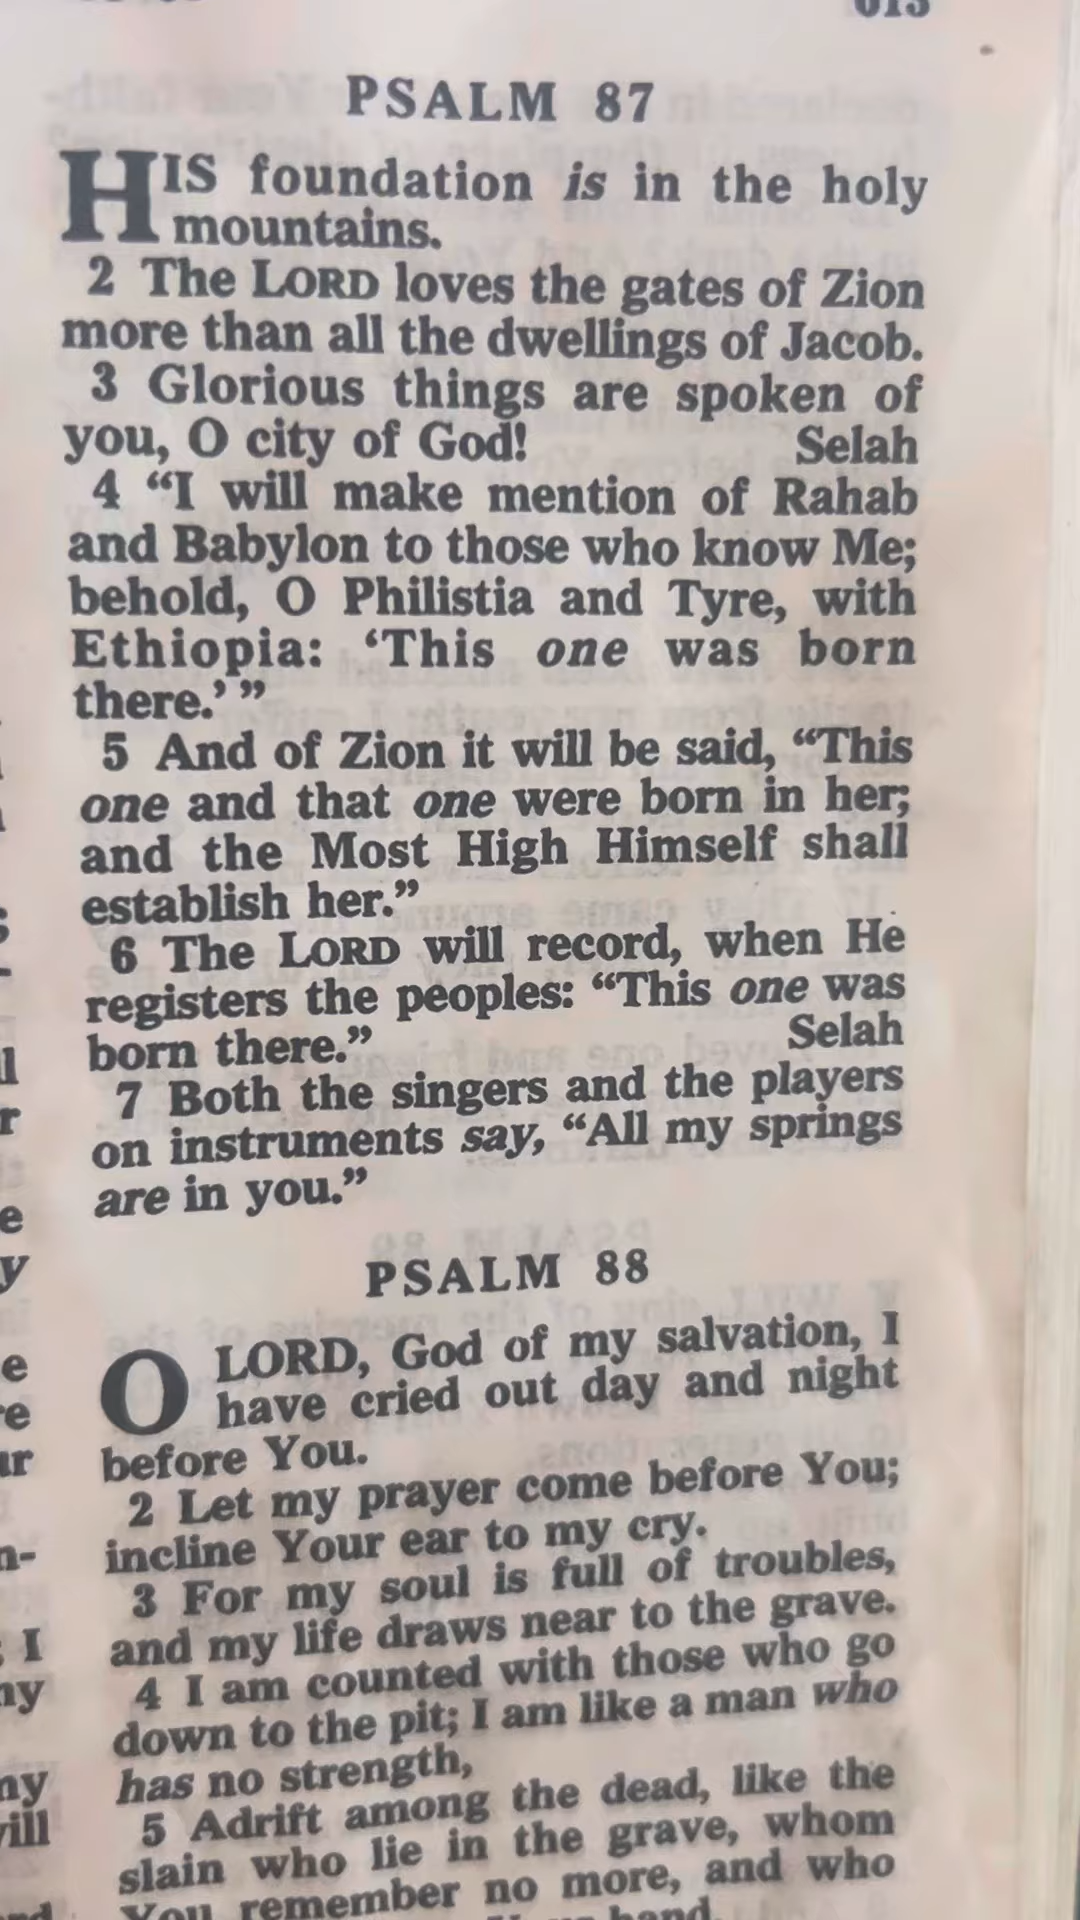 PSALM 87
HIS foundation is in the holy
mountains.
2 The LORD loves the gates of Zion
more than all the dwellings of Jacob.
3 Glorious things are spoken of
you, O city of God! Selah
4 “I will make mention of Rahab
and Babylon to those who know Me;
behold, O Philistia and Tyre, with
Ethiopia: ‘This one was born
there.’ ”
5 And of Zion it will be said, “This
one and that one were born in her;
and the Most High Himself shall
establish her.”
6 The LORD will record, when He
registers the peoples: “This one was
born there.” Selah
7 Both the singers and the players
on instruments say, “All my springs
are in you.”
PSALM 88
O LORD, God of my salvation, I
have cried out day and night
before You.
2 Let my prayer come before You;
incline Your ear to my cry.
3 For my soul is full of troubles,
and my life draws near to the grave.
4 I am counted with those who go
down to the pit; I am like a man who
has no strength,
5 Adrift among the dead, like the
slain who lie in the grave, whom
You remember no more, and who
hand.